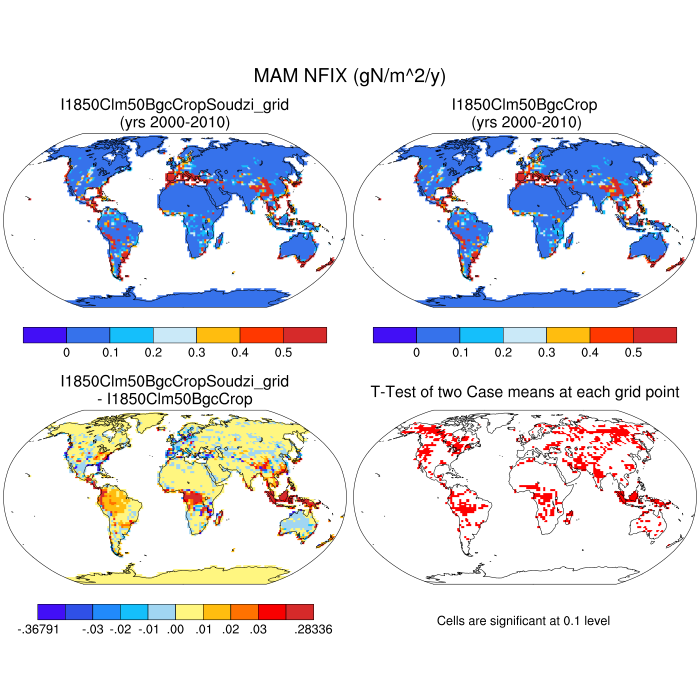 MAM NFIX (gN/m^2/y)
I1850Clm50BgcCropSoudzi_grid
(yrs 2000-2010)
I1850Clm50BgcCrop
(yrs 2000-2010)
0 0.1 0.2 0.3 0.4 0.5
0 0.1 0.2 0.3 0.4 0.5
I1850Clm50BgcCropSoudzi_grid
- I1850Clm50BgcCrop
T-Test of two Case means at each grid point
-.36791 -.03 -.02 -.01 .00 .01 .02 .03 .28336
Cells are significant at 0.1 level